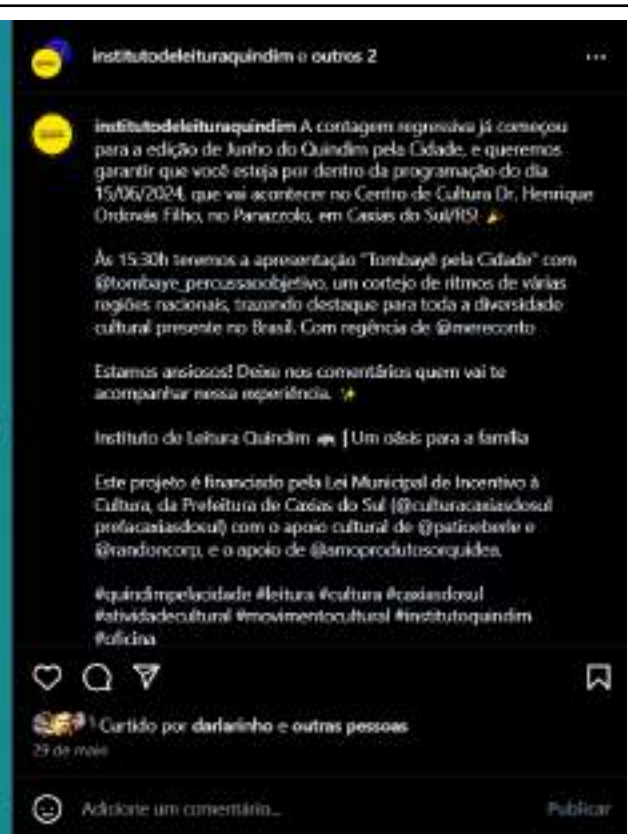 institutodeleituraquindim e outros 2
institutodeleituraquindim A contagem regressiva já começou
para a edição de Junho do Quindim pela Cidade, e queremos
garantir que você esteja por dentro da programação do dia
15/06/2024, que vai acontecer no Centro de Cultura Dr. Henrique
Ordovás Filho, no Panazzolo, em Caxias do Sul/RS!
Às 15:30h teremos a apresentação "Tombayê pela Cidade" com
@tombaye_percussaoobjetivo, um cortejo de ritmos de várias
regiões nacionais, trazendo destaque para toda a diversidade
cultural presente no Brasil. Com regência de @mereconto
Estamos ansiosos! Deixe nos comentários quem vai te
acompanhar nessa experiência.
Instituto de Leitura Quindim | Um oásis para a família
Este projeto é financiado pela Lei Municipal de Incentivo à
Cultura, da Prefeitura de Caxias do Sul (@culturacaxiasdosul
prefacaxiasdosul) com o apoio cultural de @patioeberle e
@randoncorp, e o apoio de @amoprodutosorquidea.
#quindimpelacidade #leitura #cultura #caxiasdosul
#atividadecultural #movimentocultural #institutoquindim
#oficina
Curtido por darlarinho e outras pessoas
29 de maio
Adicione um comentário...
Publicar